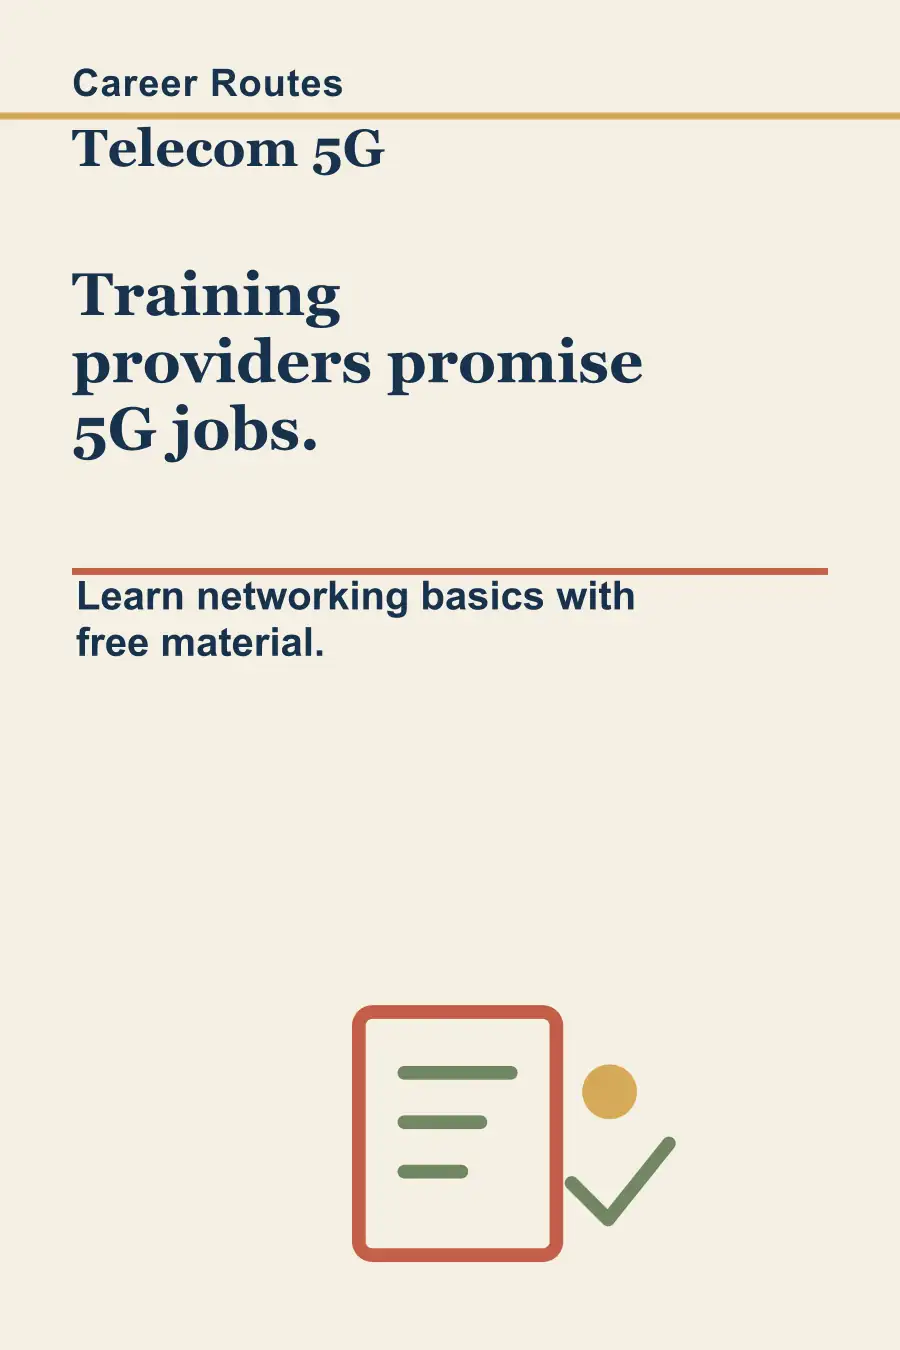 Career Routes
Telecom 5G
Training
providers promise
5G jobs.
Learn networking basics with
free material.